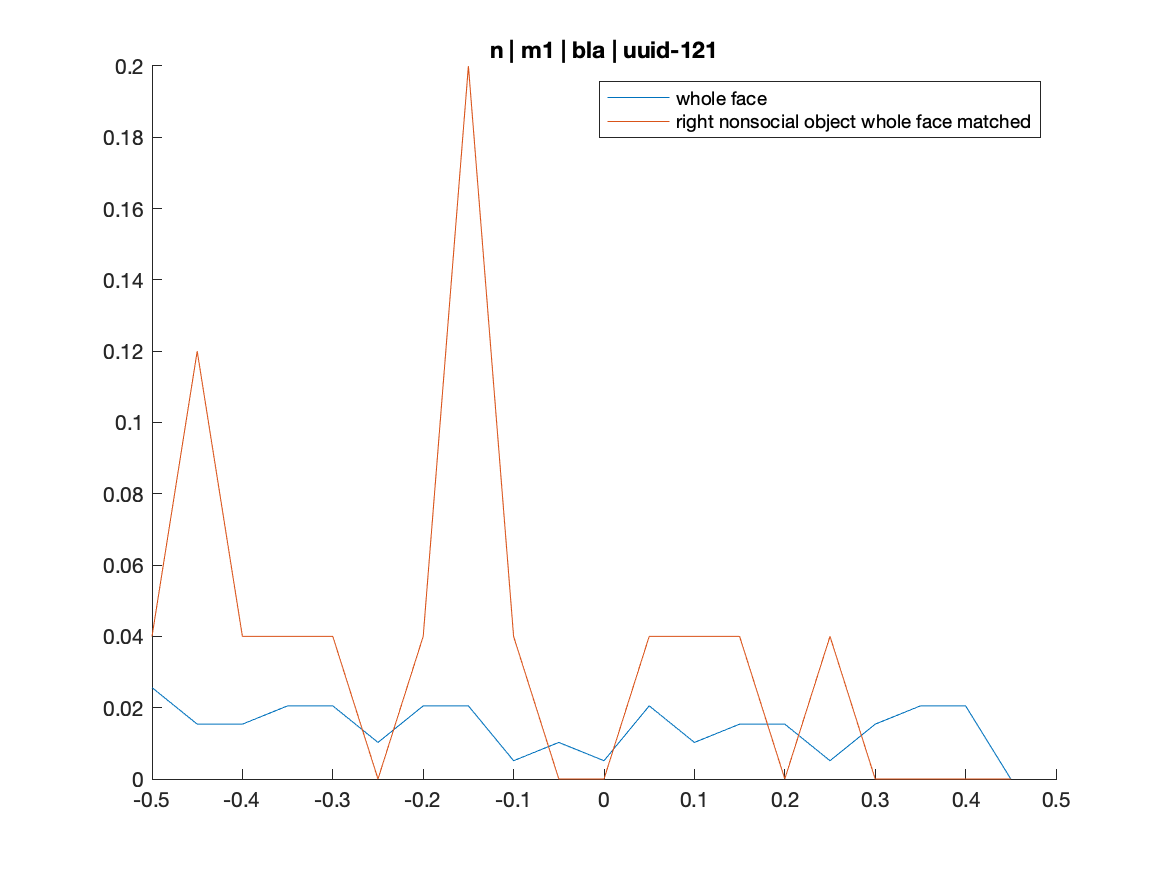 n | m1 | bla | uuid-121
whole face
right nonsocial object whole face matched
0.2
0.18
0.16
0.14
0.12
0.1
0.08
0.06
0.04
0.02
0
-0.5 -0.4 -0.3 -0.2 -0.1 0 0.1 0.2 0.3 0.4 0.5